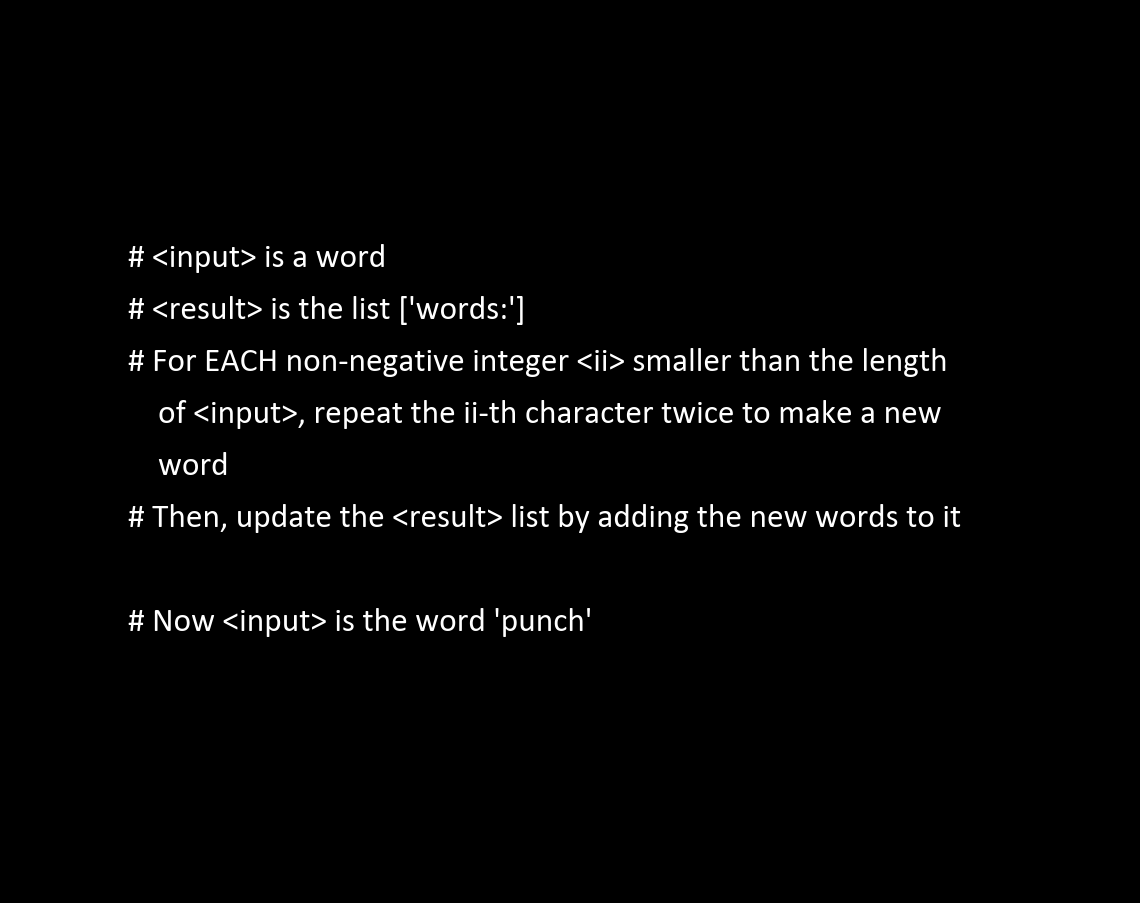 # <input> is a word
# <result> is the list ['words:']
# For EACH non-negative integer <ii> smaller than the length
of <input>, repeat the ii-th character twice to make a new
word
# Then, update the <result> list by adding the new words to it
# Now <input> is the word 'punch'